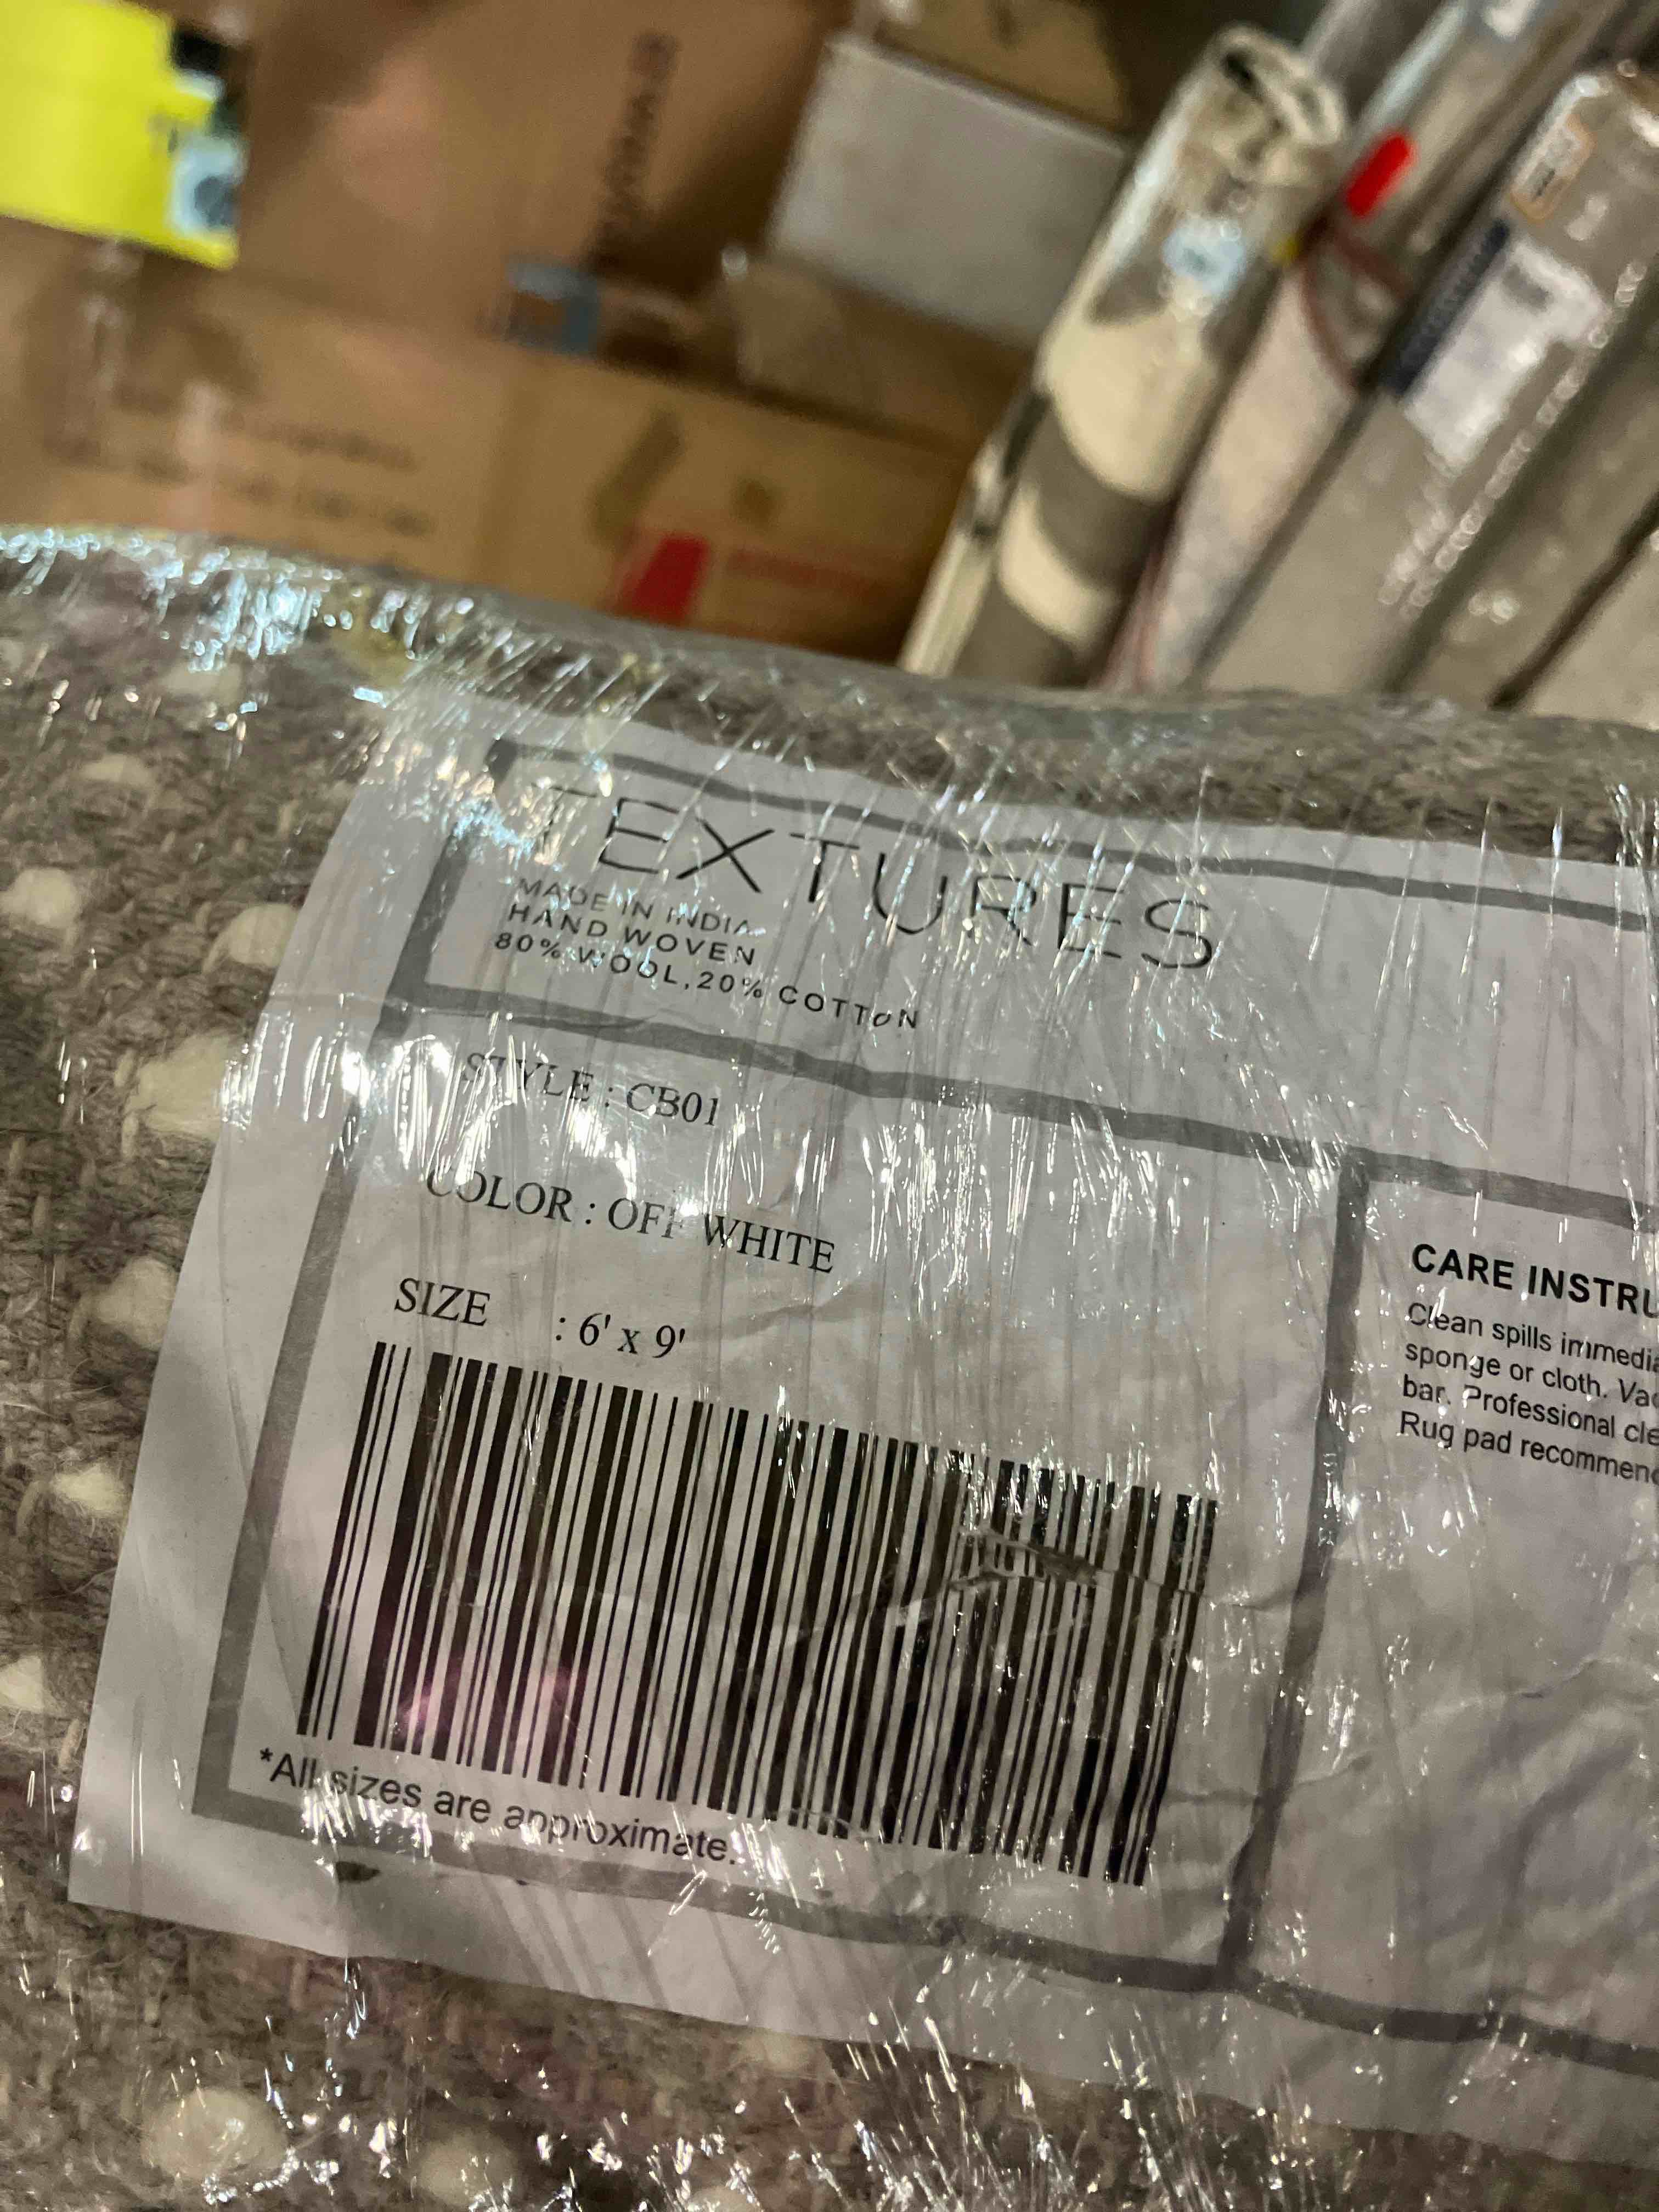 TEXTURES
MADE IN INDIA
HAND WOVEN
80% WOOL, 20% COTTON
STYLE : CB01
COLOR : OFF WHITE
SIZE : 6' x 9'
*All sizes are approximate.
CARE INSTRU
Clean spills immedia
sponge or cloth. Vac
bar. Professional cle
Rug pad recommend